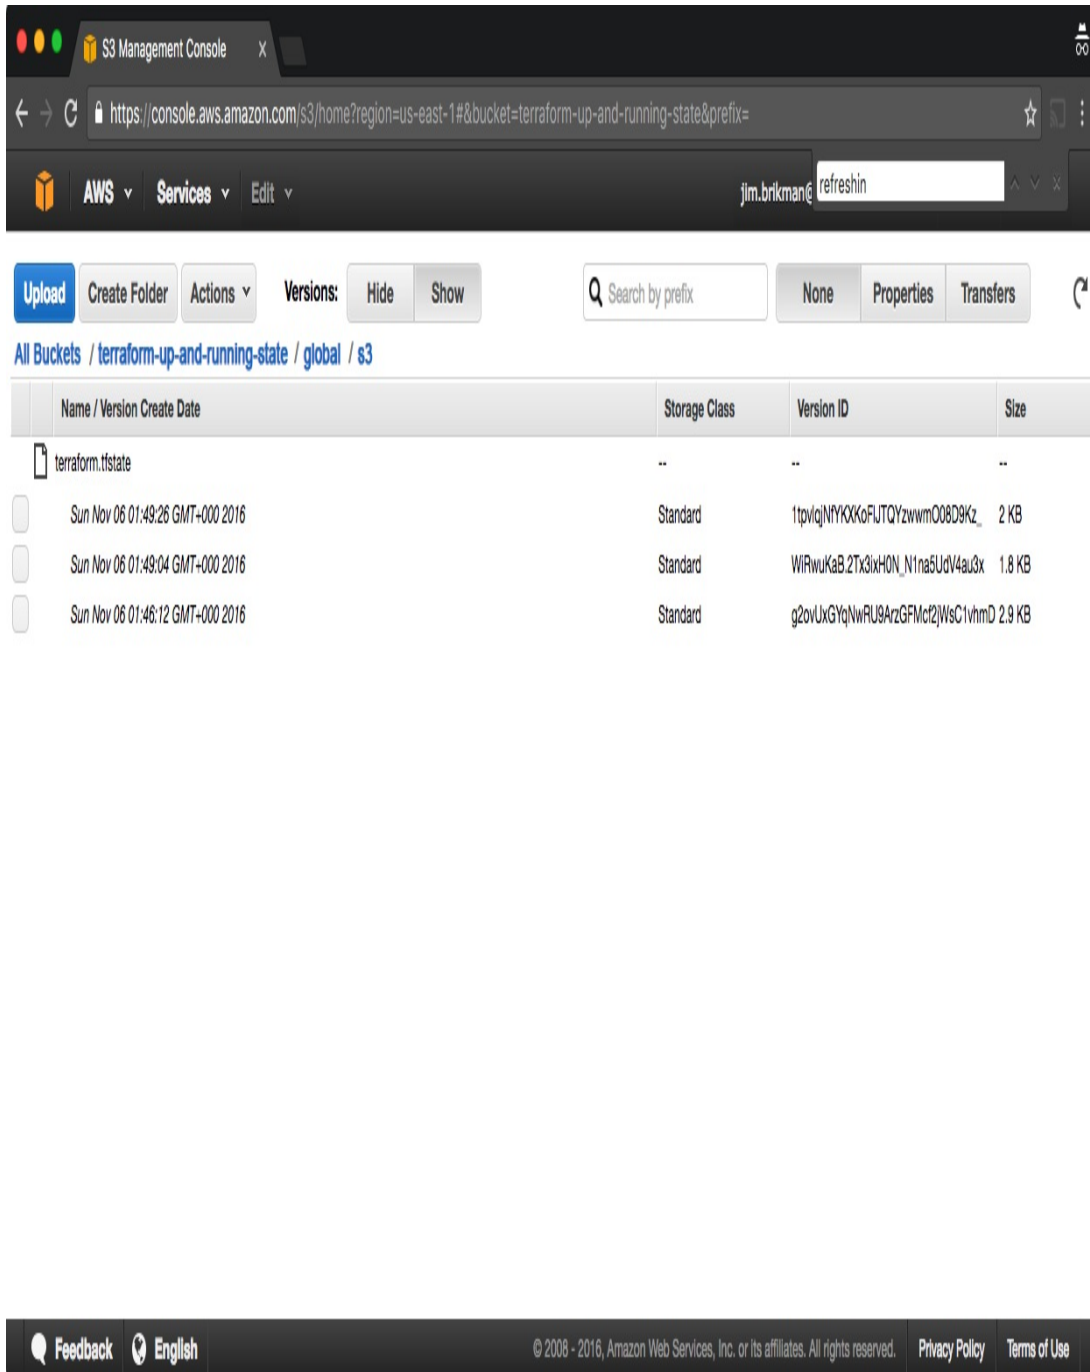 S3 Management Console
https://console.aws.amazon.com/s3/home?region=us-east-1#&bucket=terraform-up-and-running-state&prefix=
AWS Services Edit jim.brikman@ refreshin
Upload Create Folder Actions Versions: Hide Show Search by prefix None Properties Transfers
All Buckets / terraform-up-and-running-state / global / s3
Name / Version Create Date Storage Class Version ID Size
terraform.tfstate -- -- --
Sun Nov 06 01:49:26 GMT+000 2016 Standard 2 KB
Sun Nov 06 01:49:04 GMT+000 2016 Standard WiRwuKaB.2Tx3ixH0N_N1na5UdV4au3x 1.8 KB
Sun Nov 06 01:46:12 GMT+000 2016 Standard g2ovUxGYqNwRU9ArzGFMcf2jWsC1vhmD 2.9 KB
Feedback English © 2008 - 2016, Amazon Web Services, Inc. or its affiliates. All rights reserved. Privacy Policy Terms of Use